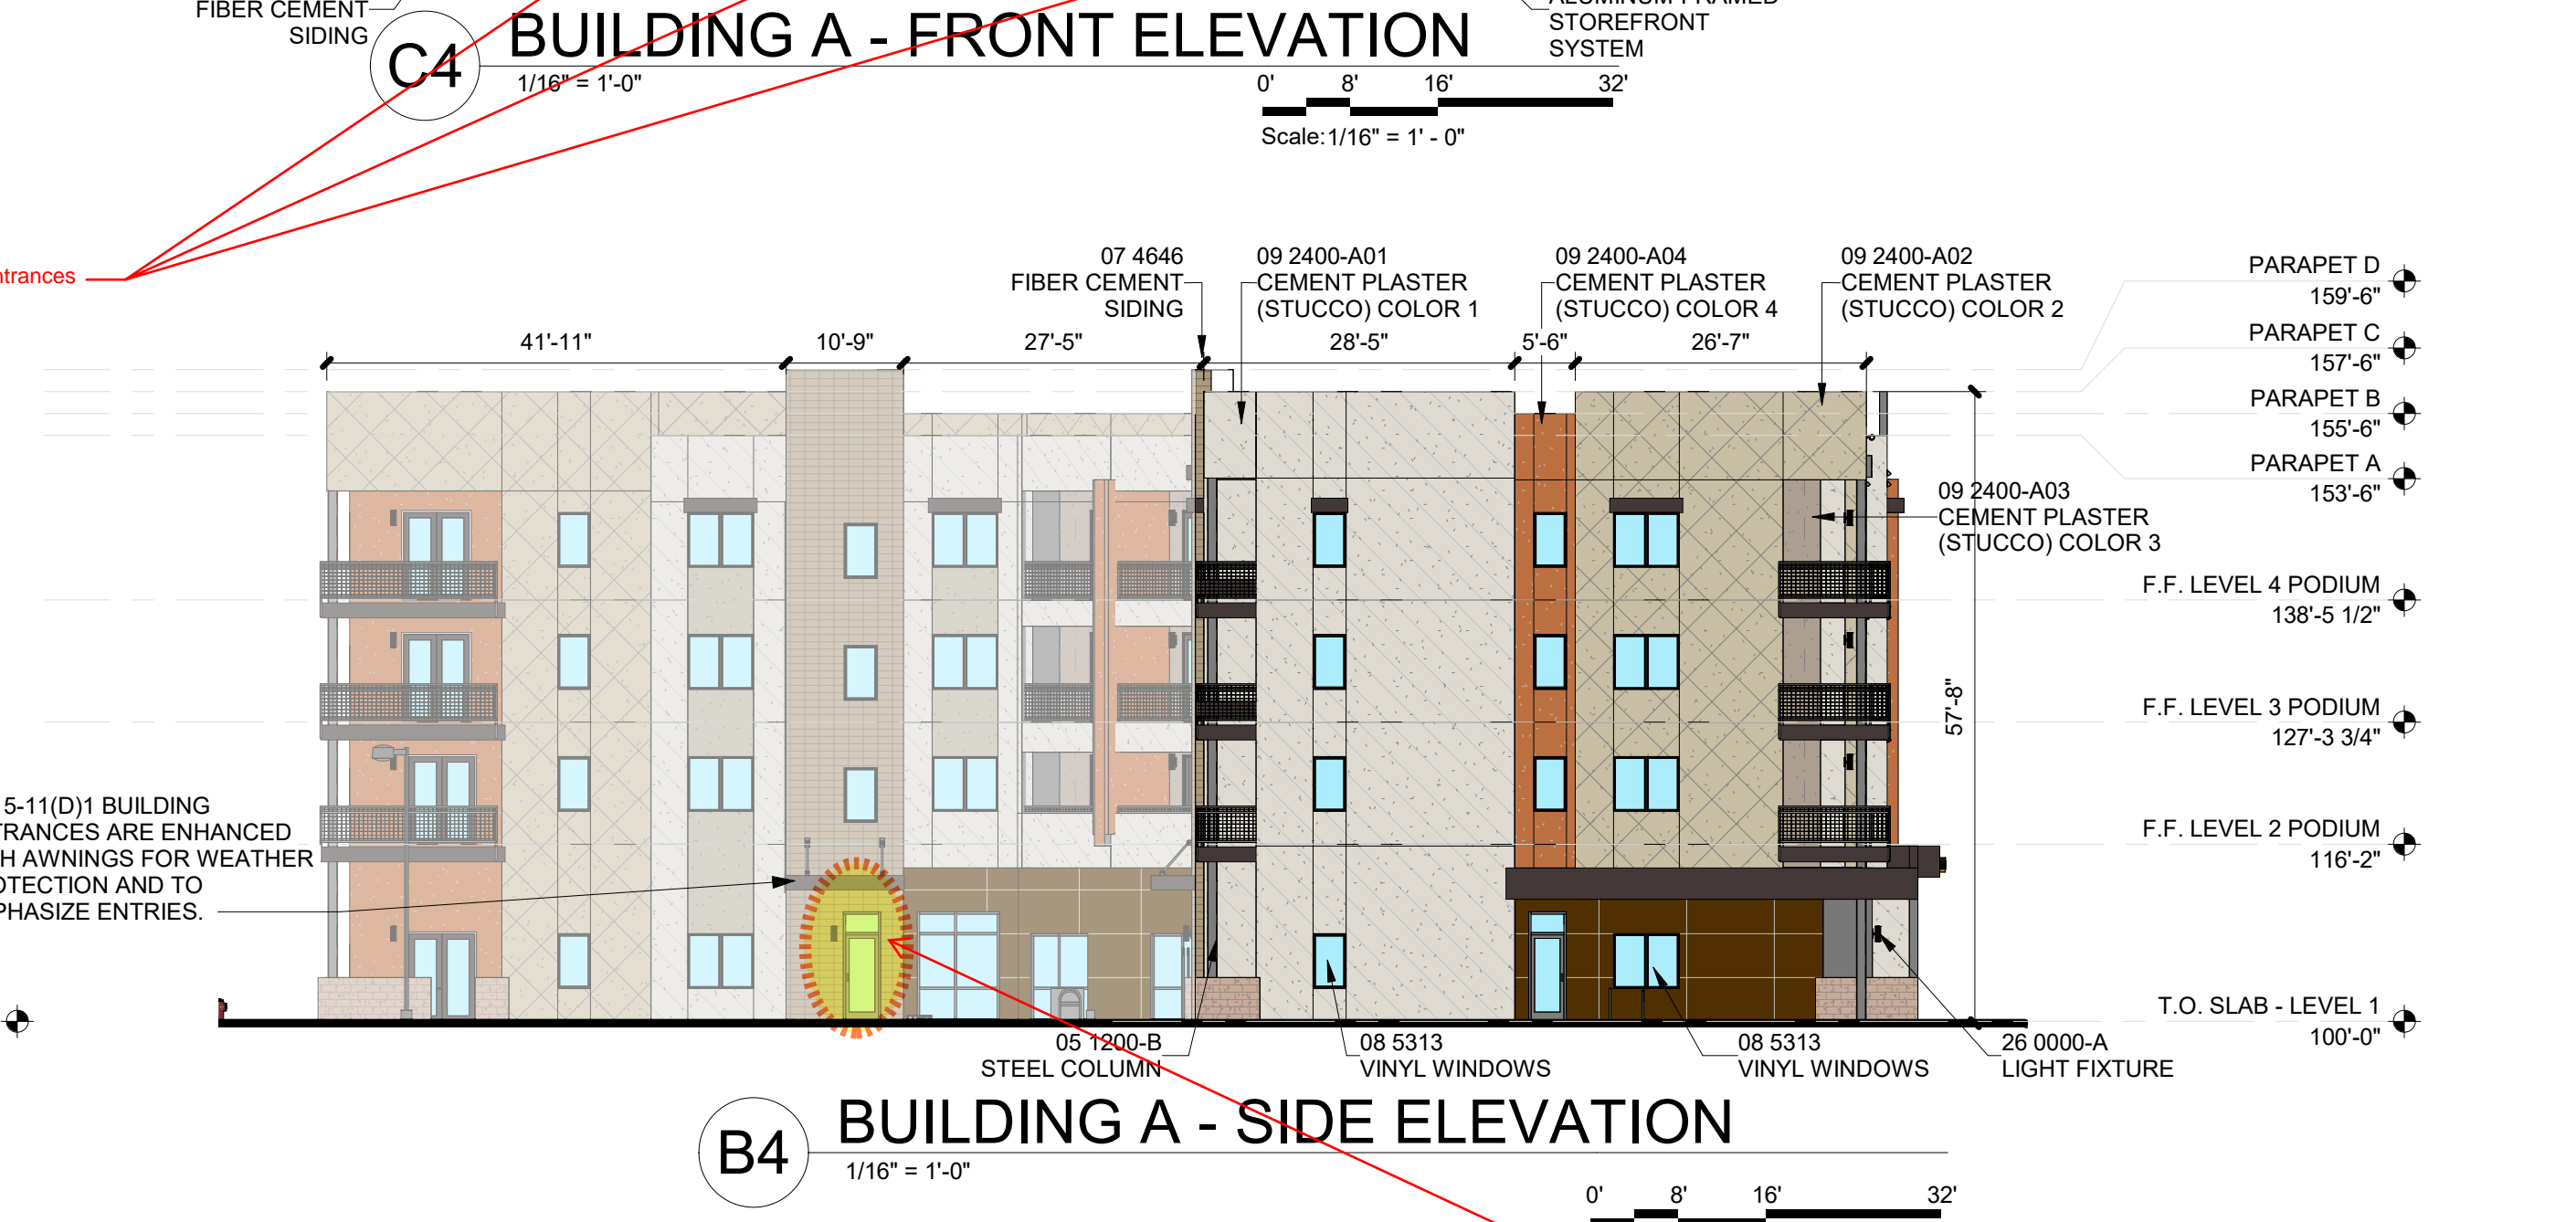 FIBER CEMENT
SIDING
C4
BUILDING A - FRONT ELEVATION
1/16" = 1'-0"
0' 8' 16' 32'
Scale: 1/16" = 1' - 0"
STOREFRONT
SYSTEM
07 4646
FIBER CEMENT
SIDING
09 2400-A01
CEMENT PLASTER
(STUCCO) COLOR 1
09 2400-A04
CEMENT PLASTER
(STUCCO) COLOR 4
09 2400-A02
CEMENT PLASTER
(STUCCO) COLOR 2
41'-11" 10'-9" 27'-5" 28'-5" 5'-6" 26'-7"
PARAPET D
159'-6"
PARAPET C
157'-6"
PARAPET B
155'-6"
PARAPET A
153'-6"
09 2400-A03
CEMENT PLASTER
(STUCCO) COLOR 3
F.F. LEVEL 4 PODIUM
138'-5 1/2"
F.F. LEVEL 3 PODIUM
127'-3 3/4"
57'-8"
F.F. LEVEL 2 PODIUM
116'-2"
T.O. SLAB - LEVEL 1
100'-0"
ntrances
5-11(D)1 BUILDING
TRANCES ARE ENHANCED
H AWNINGS FOR WEATHER
OTECTION AND TO
PHASIZE ENTRIES.
05 1200-B
STEEL COLUMN
08 5313
VINYL WINDOWS
08 5313
VINYL WINDOWS
26 0000-A
LIGHT FIXTURE
B4
BUILDING A - SIDE ELEVATION
1/16" = 1'-0"
0' 8' 16' 32'